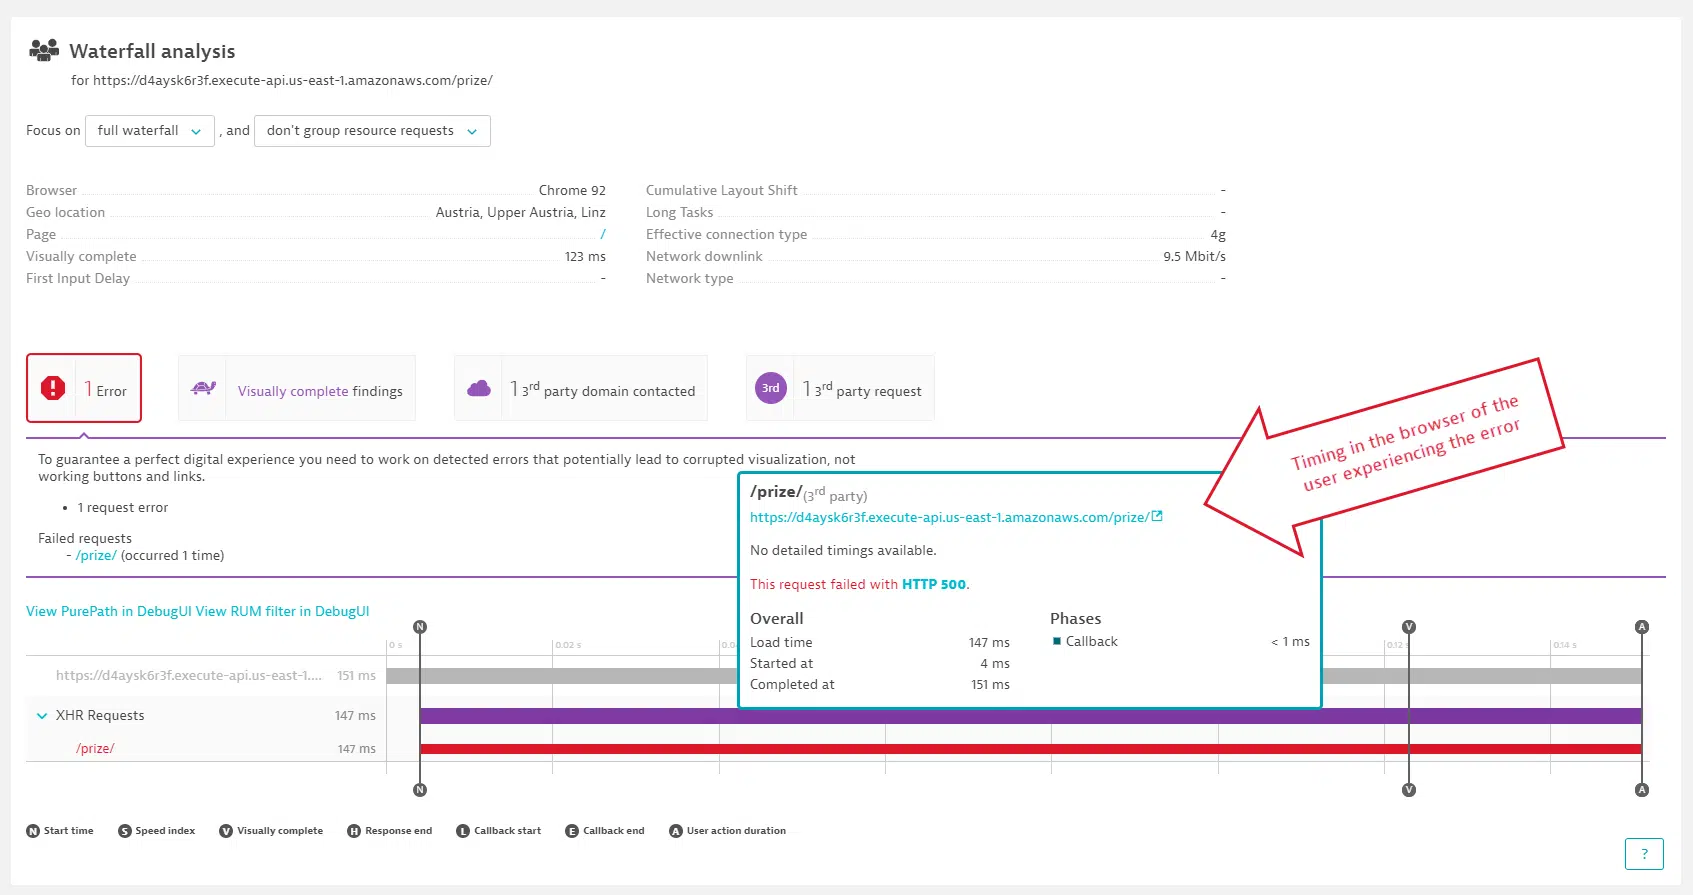 Waterfall analysis
for https://d4aysk6r3f.execute-api.us-east-1.amazonaws.com/prize/
Focus on full waterfall , and don't group resource requests
Browser Chrome 92
Geo location Austria, Upper Austria, Linz
Page /
Visually complete 123 ms
First Input Delay -
Cumulative Layout Shift -
Long Tasks -
Effective connection type 4g
Network downlink 9.5 Mbit/s
Network type -
1 Error
Visually complete findings
1 3rd party domain contacted
3rd 1 3rd party request
Timing in the browser of the
user experiencing the error
To guarantee a perfect digital experience you need to work on detected errors that potentially lead to corrupted visualization, not
working buttons and links.
• 1 request error
Failed requests
- /prize/ (occurred 1 time)
/prize/(3rd party)
https://d4aysk6r3f.execute-api.us-east-1.amazonaws.com/prize/
No detailed timings available.
This request failed with HTTP 500.
Overall
Load time 147 ms
Started at 4 ms
Completed at 151 ms
Phases
Callback < 1 ms
View PurePath in DebugUI View RUM filter in DebugUI
N V A
0 s 0.02 s 0.12 s 0.14 s
https://d4aysk6r3f.execute-api.us-east-1.... 151 ms
XHR Requests 147 ms
/prize/ 147 ms
N V A
N Start time S Speed index V Visually complete H Response end L Callback start E Callback end A User action duration
?